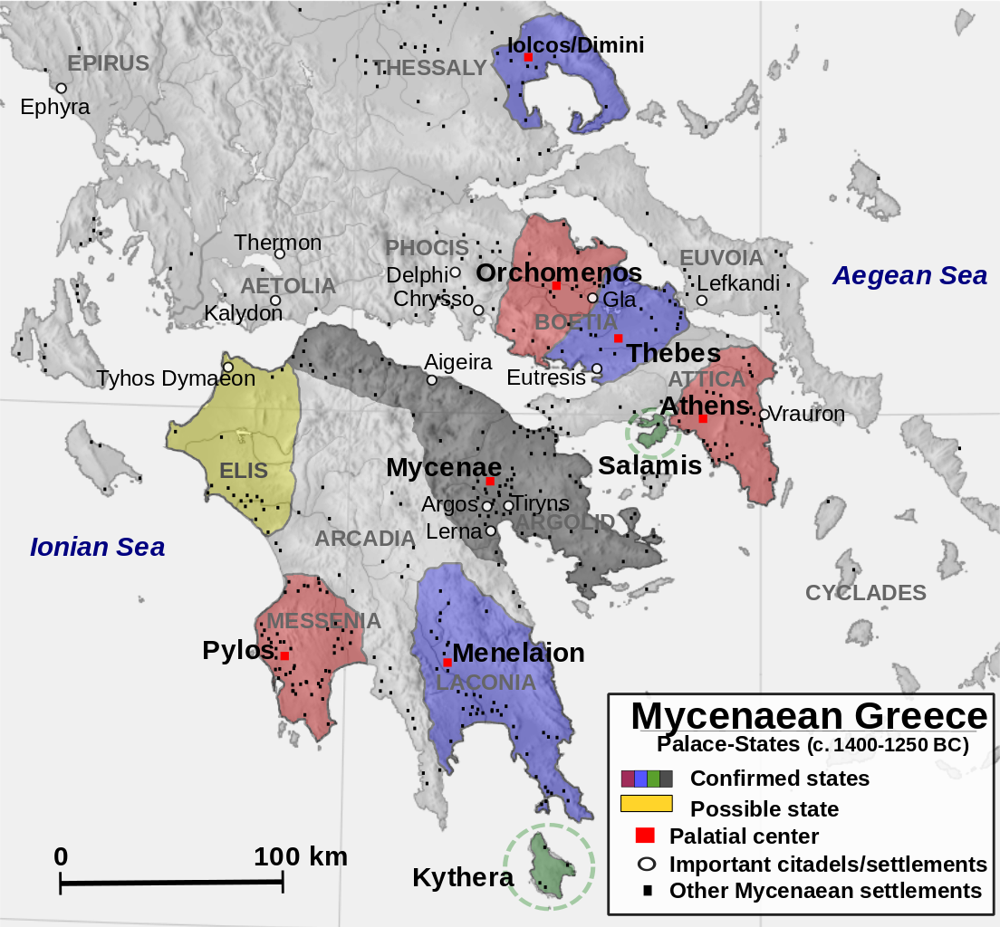 Iolcos/Dimini
EPIRUS
THESSALY
Ephyra
Thermon
PHOCIS
EUVOIA
Delphi
Orchomenos
Aegean Sea
AETOLIA
Lefkandi
Chrysso
Gla
Kalydon
BOETIA
Thebes
Aigeira
Tyhos Dymaeon
Eutresis
ATTICA
Athens
Vrauron
ELIS
Mycenae
Salamis
Argos
Tiryns
ARGOLID
Lerna
ARCADIA
Ionian Sea
CYCLADES
MESSENIA
Pylos
Menelaion
LACONIA
Kythera
0
100 km
Mycenaean Greece
Palace-States (c. 1400-1250 BC)
Confirmed states
Possible state
Palatial center
Important citadels/settlements
Other Mycenaean settlements